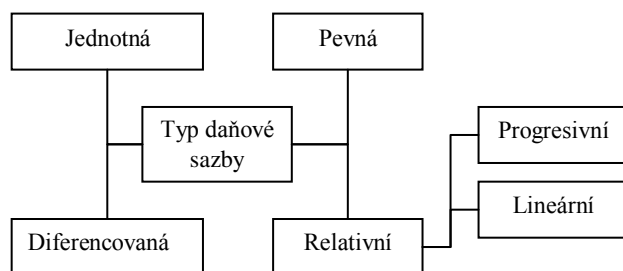 Jednotná
Pevná
Typ daňové
sazby
Progresivní
Lineární
Diferencovaná
Relativní